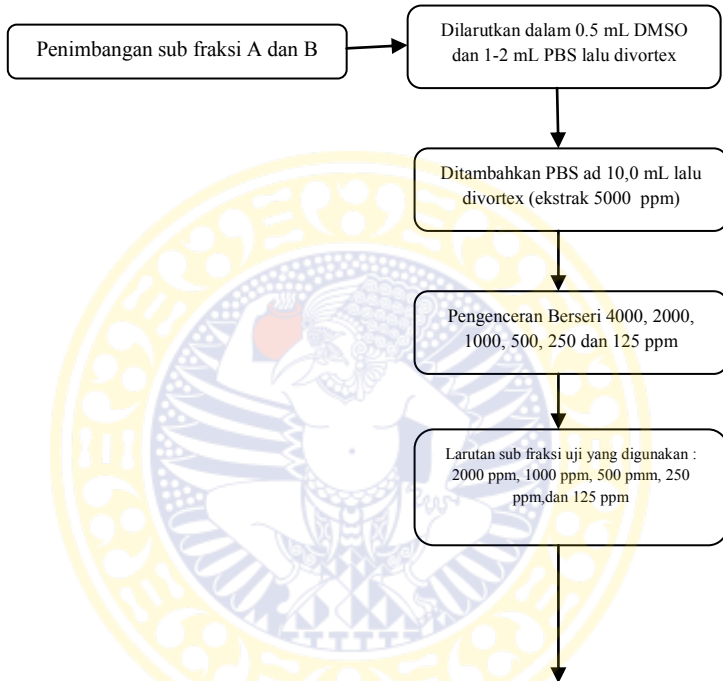 Penimbangan sub fraksi A dan B
Dilarutkan dalam 0.5 mL DMSO
dan 1-2 mL PBS lalu divortex
Ditambahkan PBS ad 10,0 mL lalu
divortex (ekstrak 5000 ppm)
Pengenceran Berseri 4000, 2000,
1000, 500, 250 dan 125 ppm
Larutan sub fraksi uji yang digunakan :
2000 ppm, 1000 ppm, 500 pmm, 250
ppm,dan 125 ppm